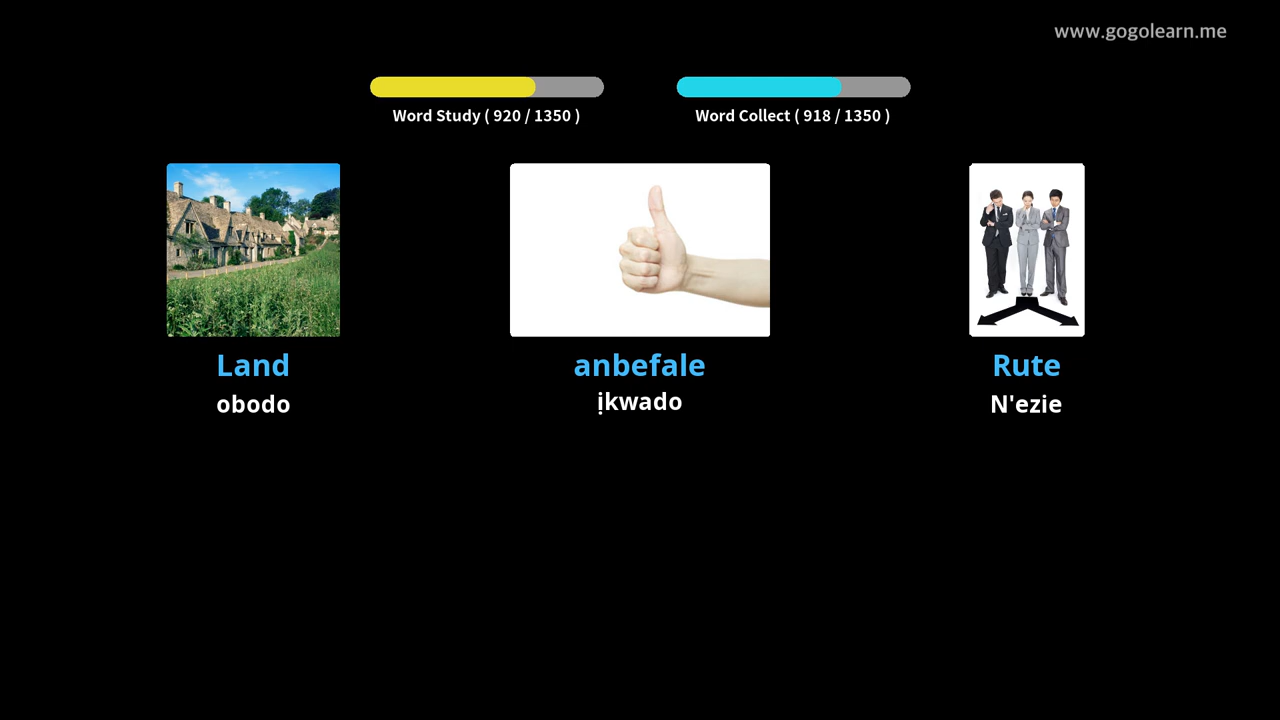 www.gogolearn.me
Word Study ( 920 / 1350 )
Word Collect ( 918 / 1350 )
Land
anbefale
Rute
obodo
ịkwado
N'ezie